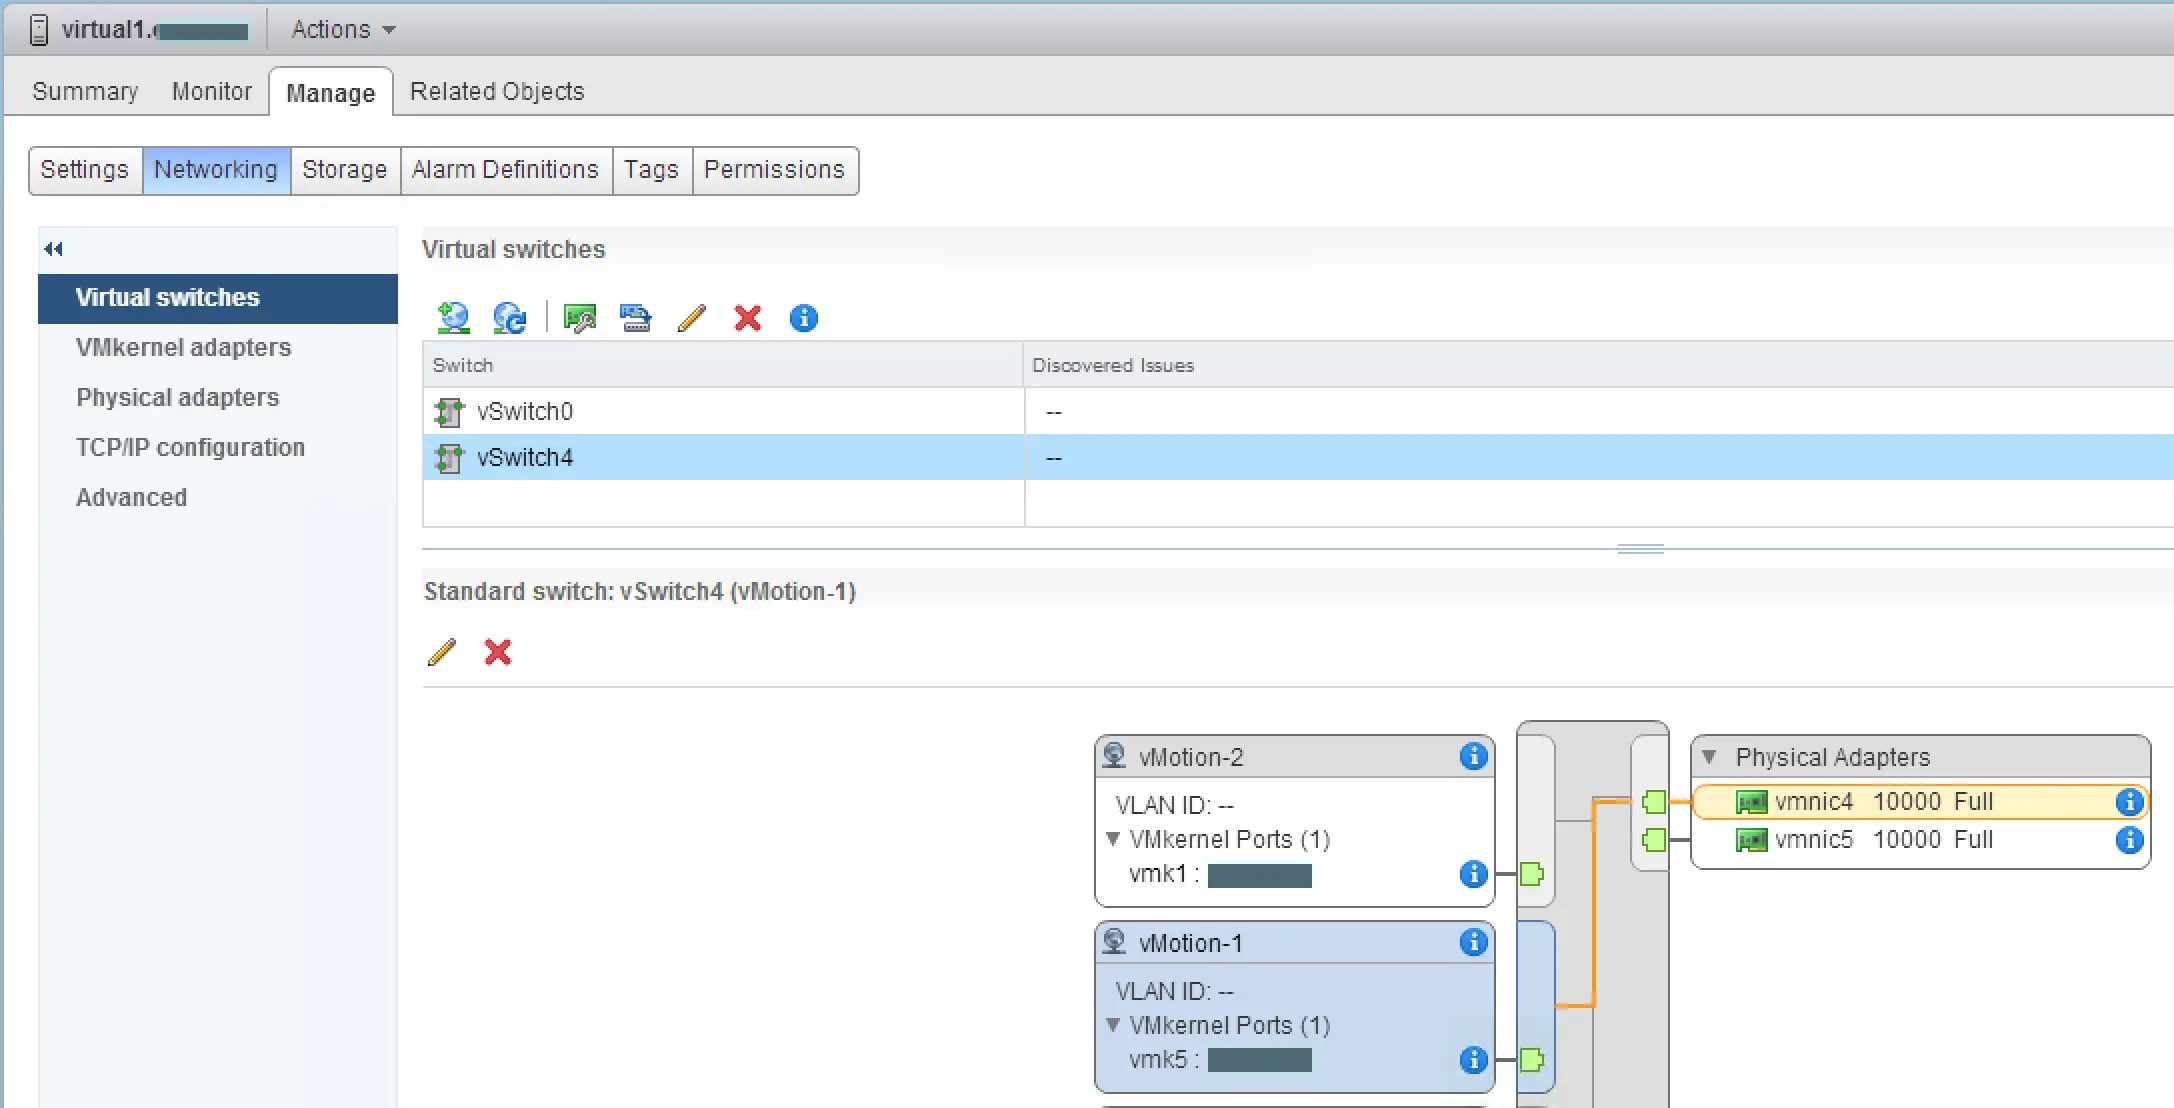 virtual1. Actions
Summary Monitor Manage Related Objects
Settings Networking Storage Alarm Definitions Tags Permissions
Virtual switches
VMkernel adapters
Physical adapters
TCP/IP configuration
Advanced
Virtual switches
Switch Discovered Issues
vSwitch0 --
vSwitch4 --
Standard switch: vSwitch4 (vMotion-1)
vMotion-2
VLAN ID: --
VMkernel Ports (1)
vmk1 :
vMotion-1
VLAN ID: --
VMkernel Ports (1)
vmk5 :
Physical Adapters
vmnic4 10000 Full
vmnic5 10000 Full